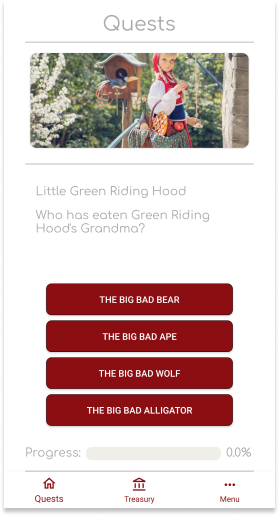 Quests
Little Green Riding Hood
Who has eaten Green Riding
Hood's Grandma?
THE BIG BAD BEAR
THE BIG BAD APE
THE BIG BAD WOLF
THE BIG BAD ALLIGATOR
Progress: 0.0%
Quests Treasury Menu